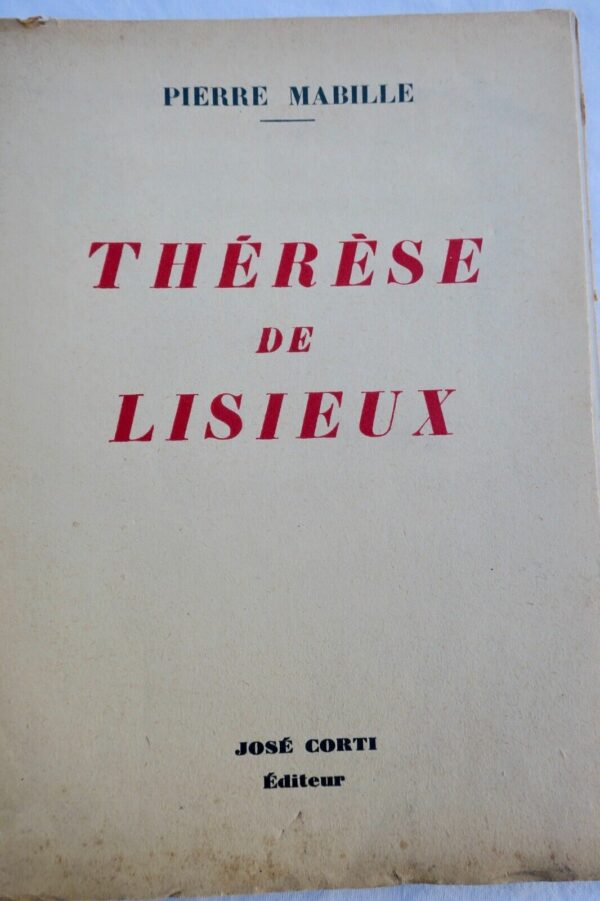 PIERRE MABILLE
THÉRÈSE
DE
LISIEUX
JOSÉ CORTI
Éditeur